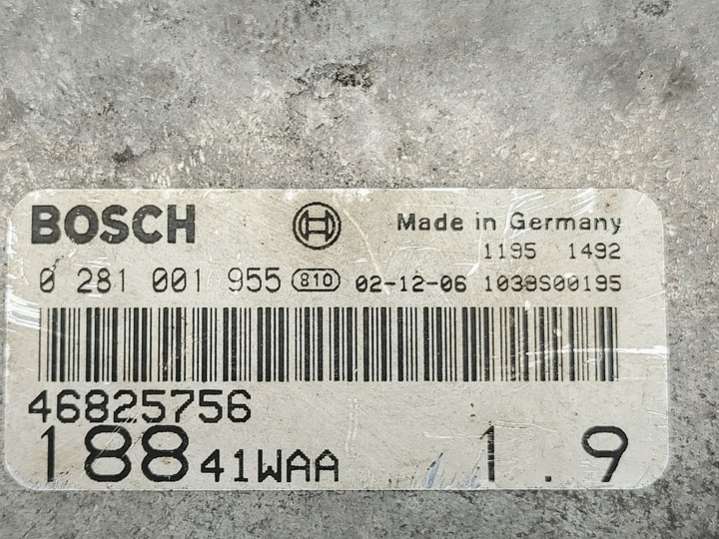 BOSCH Made in Germany
1195 1492
0 281 001 955 810 02-12-06 1039S00195
46825756
188 41WAA 1.9